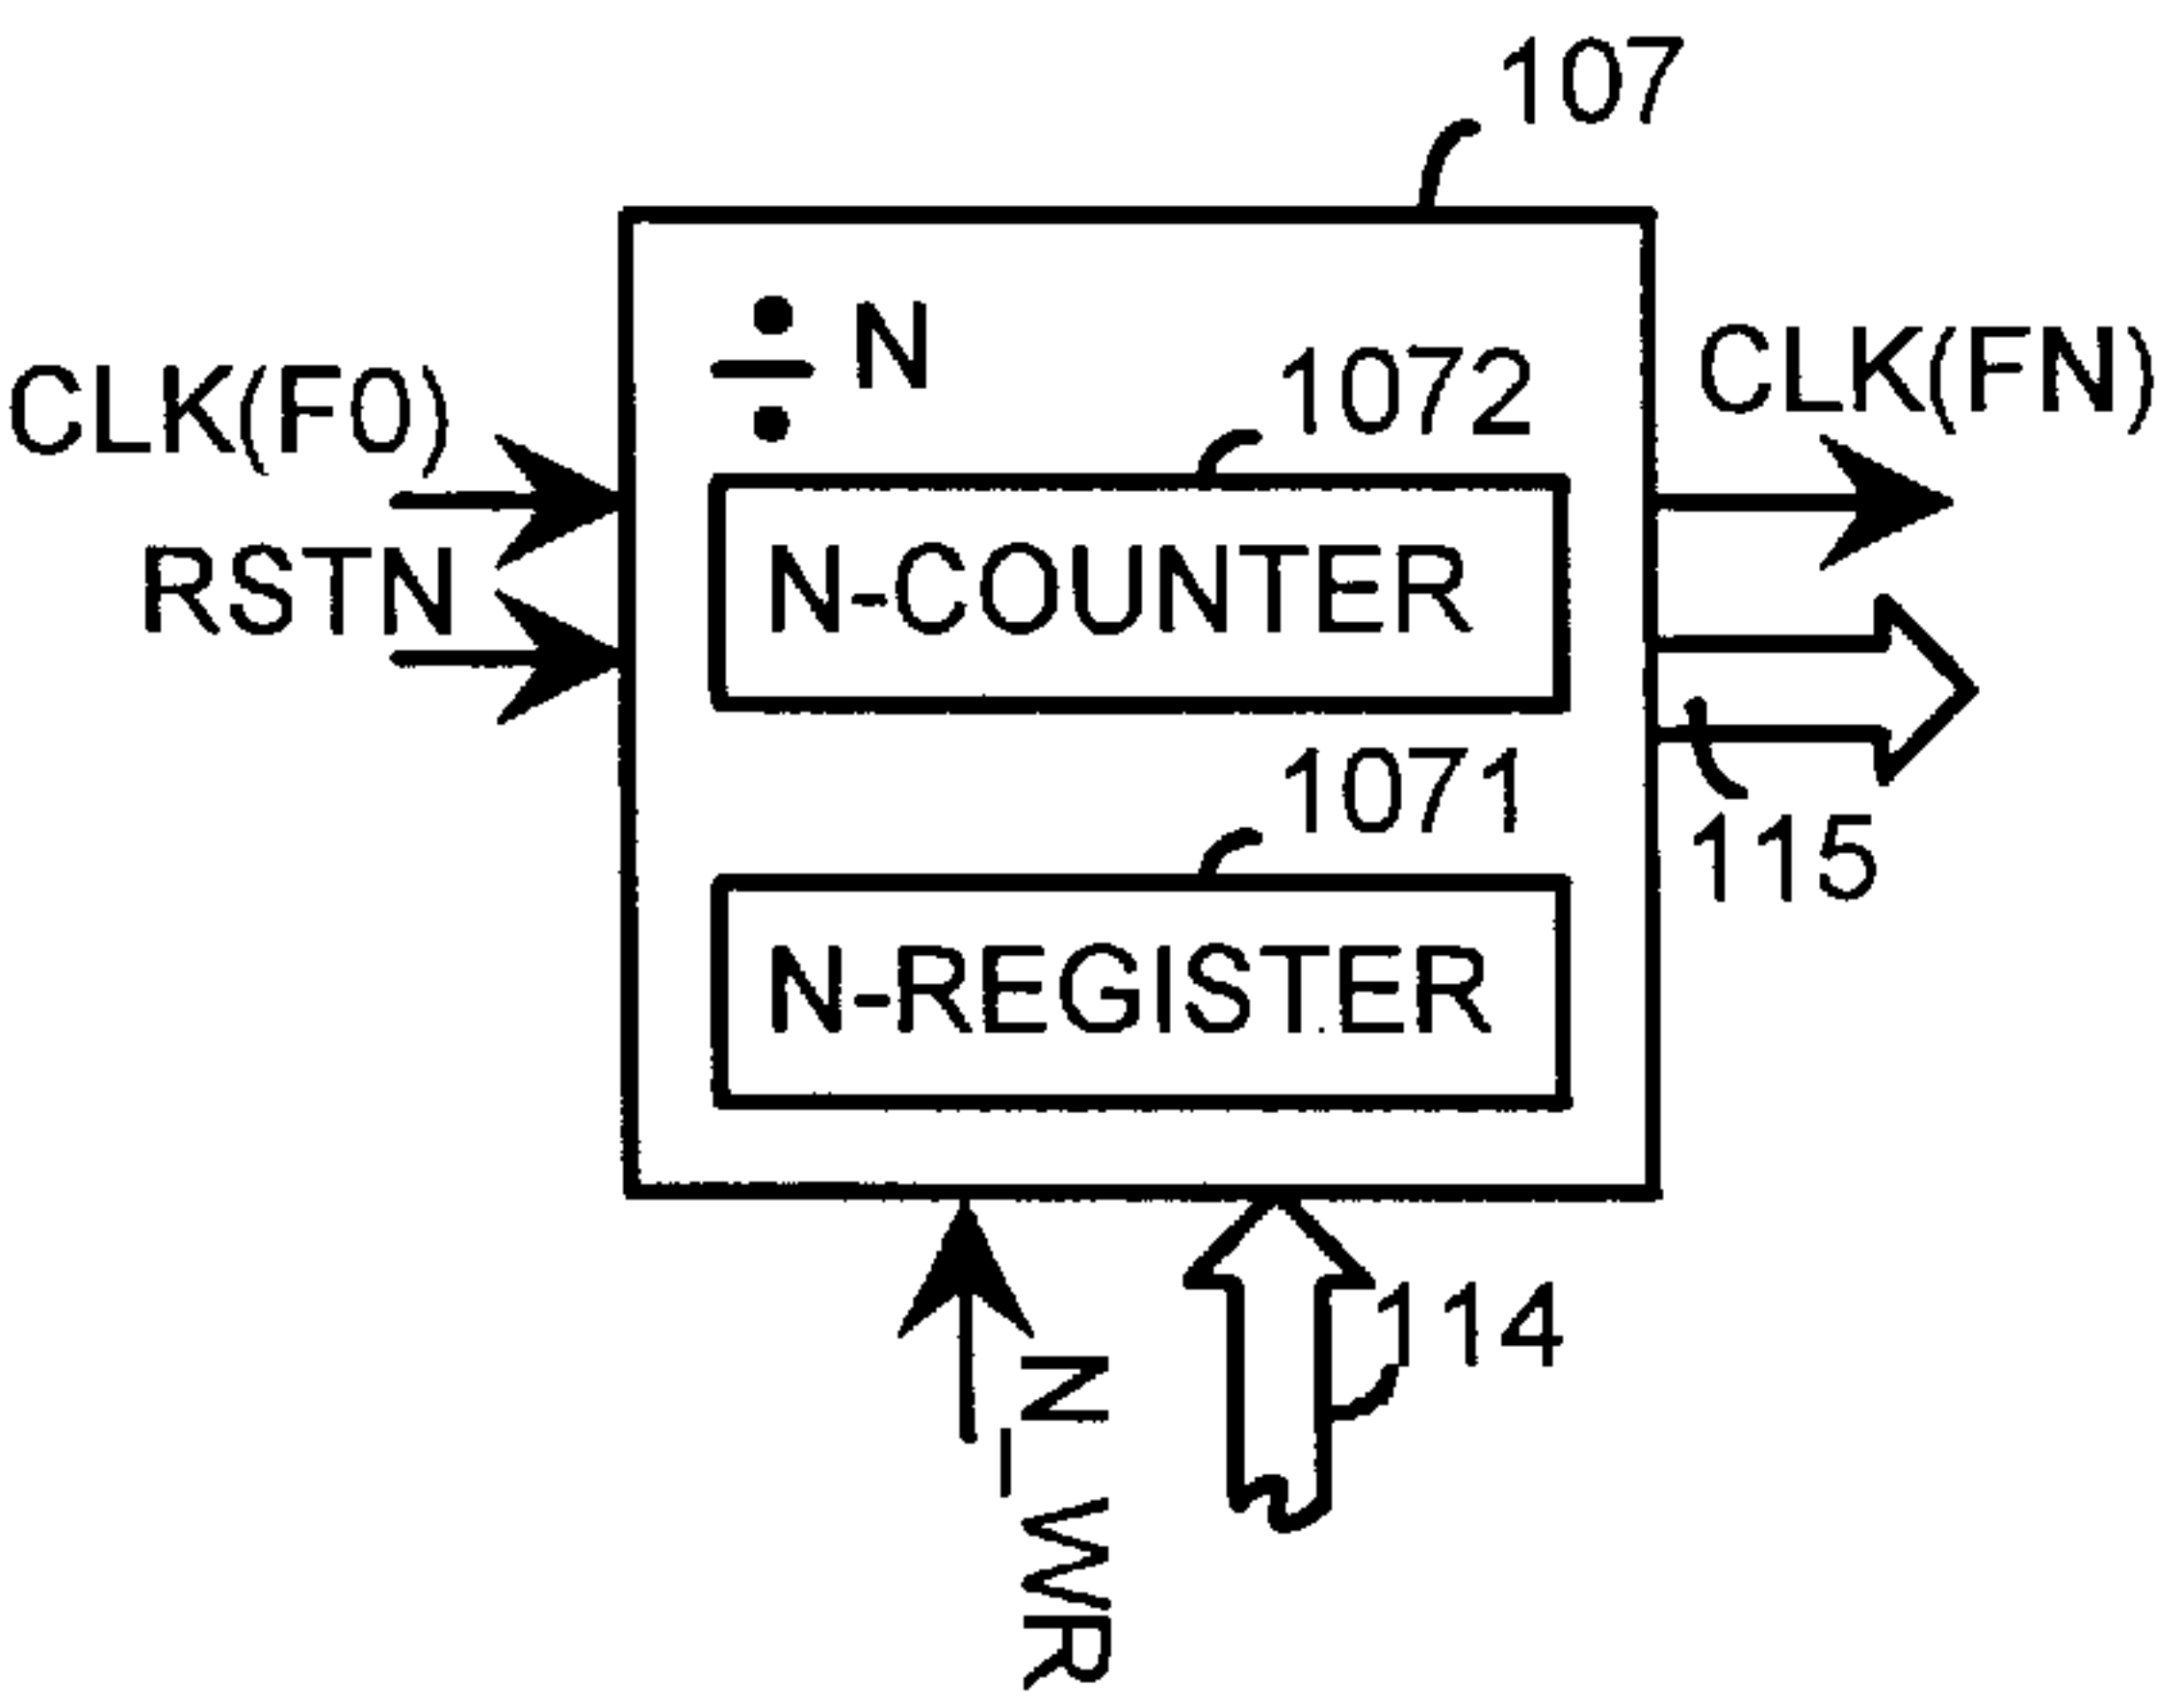 107
÷ N
CLK(F0)
CLK(FN)
1072
RSTN
N-COUNTER
1071
115
N-REGISTER
114
N_WR